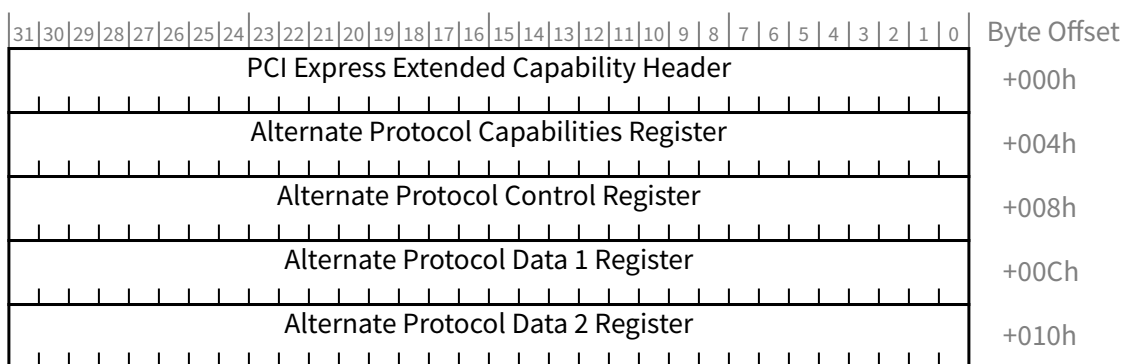 31 30 29 28 27 26 25 24 23 22 21 20 19 18 17 16 15 14 13 12 11 10 9 8 7 6 5 4 3 2 1 0 Byte Offset
PCI Express Extended Capability Header +000h
Alternate Protocol Capabilities Register +004h
Alternate Protocol Control Register +008h
Alternate Protocol Data 1 Register +00Ch
Alternate Protocol Data 2 Register +010h